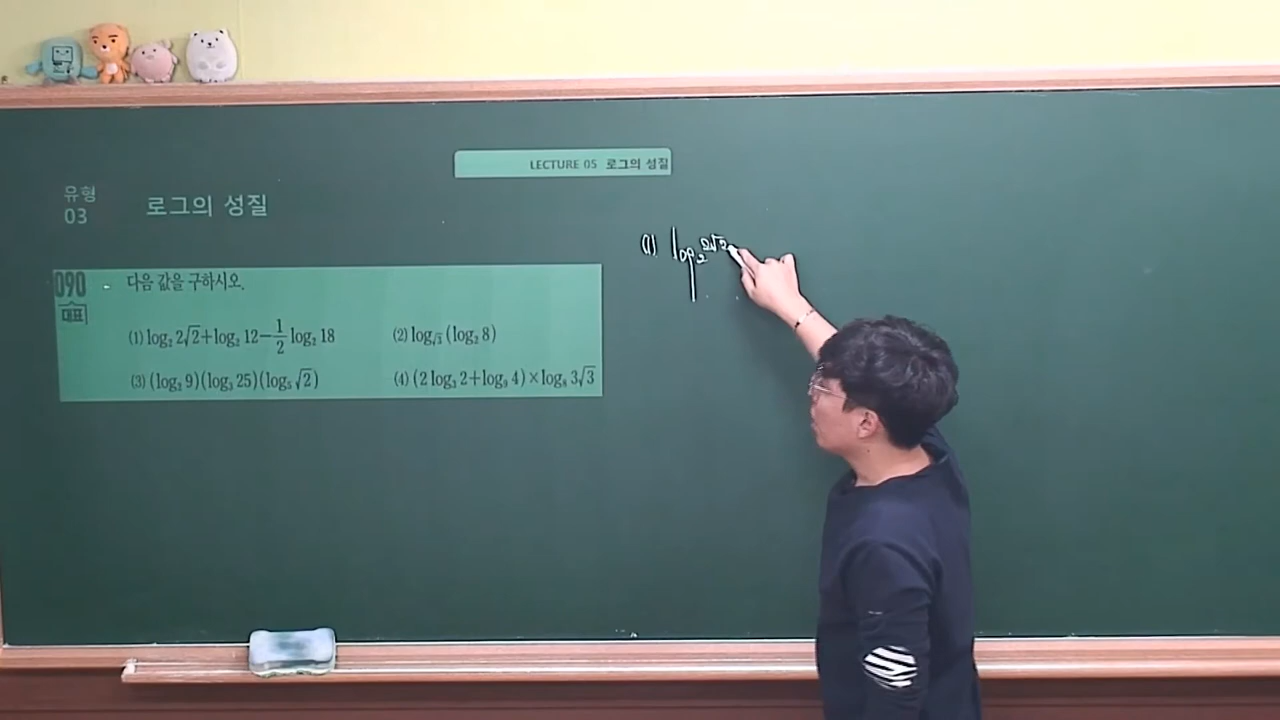 LECTURE 05 로그의 성질
유형
03
로그의 성질
090
대표
다음 값을 구하시오.
(1) log₂ 2√2+log₂ 12−1/2 log₂ 18
(2) log_√3 (log₂ 8)
(3) (log₂ 9)(log₃ 25)(log₅ √2)
(4) (2 log₃ 2+log₉ 4)×log₈ 3√3
(1) log₂ 2√2